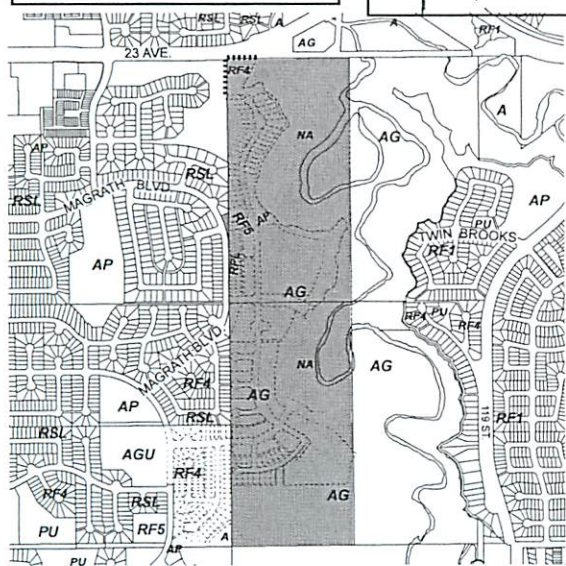 RSL
RSL
A
AG
A
RF1
23 AVE.
RF4
A
NA
AG
AP
RSL
RSL
MAGRATH BLVD
AP
PU
TWIN BROOKS
RF1
RF5
AP
AP
RPL
AG
RF4
PU
RF4
MAGRATH BLVD.
RF4
NA
AG
AP
RSL
AG
119 ST
RF1
RSL
AGU
RF4
RF4
RSL
AG
PU
RF5
A
AP
PU